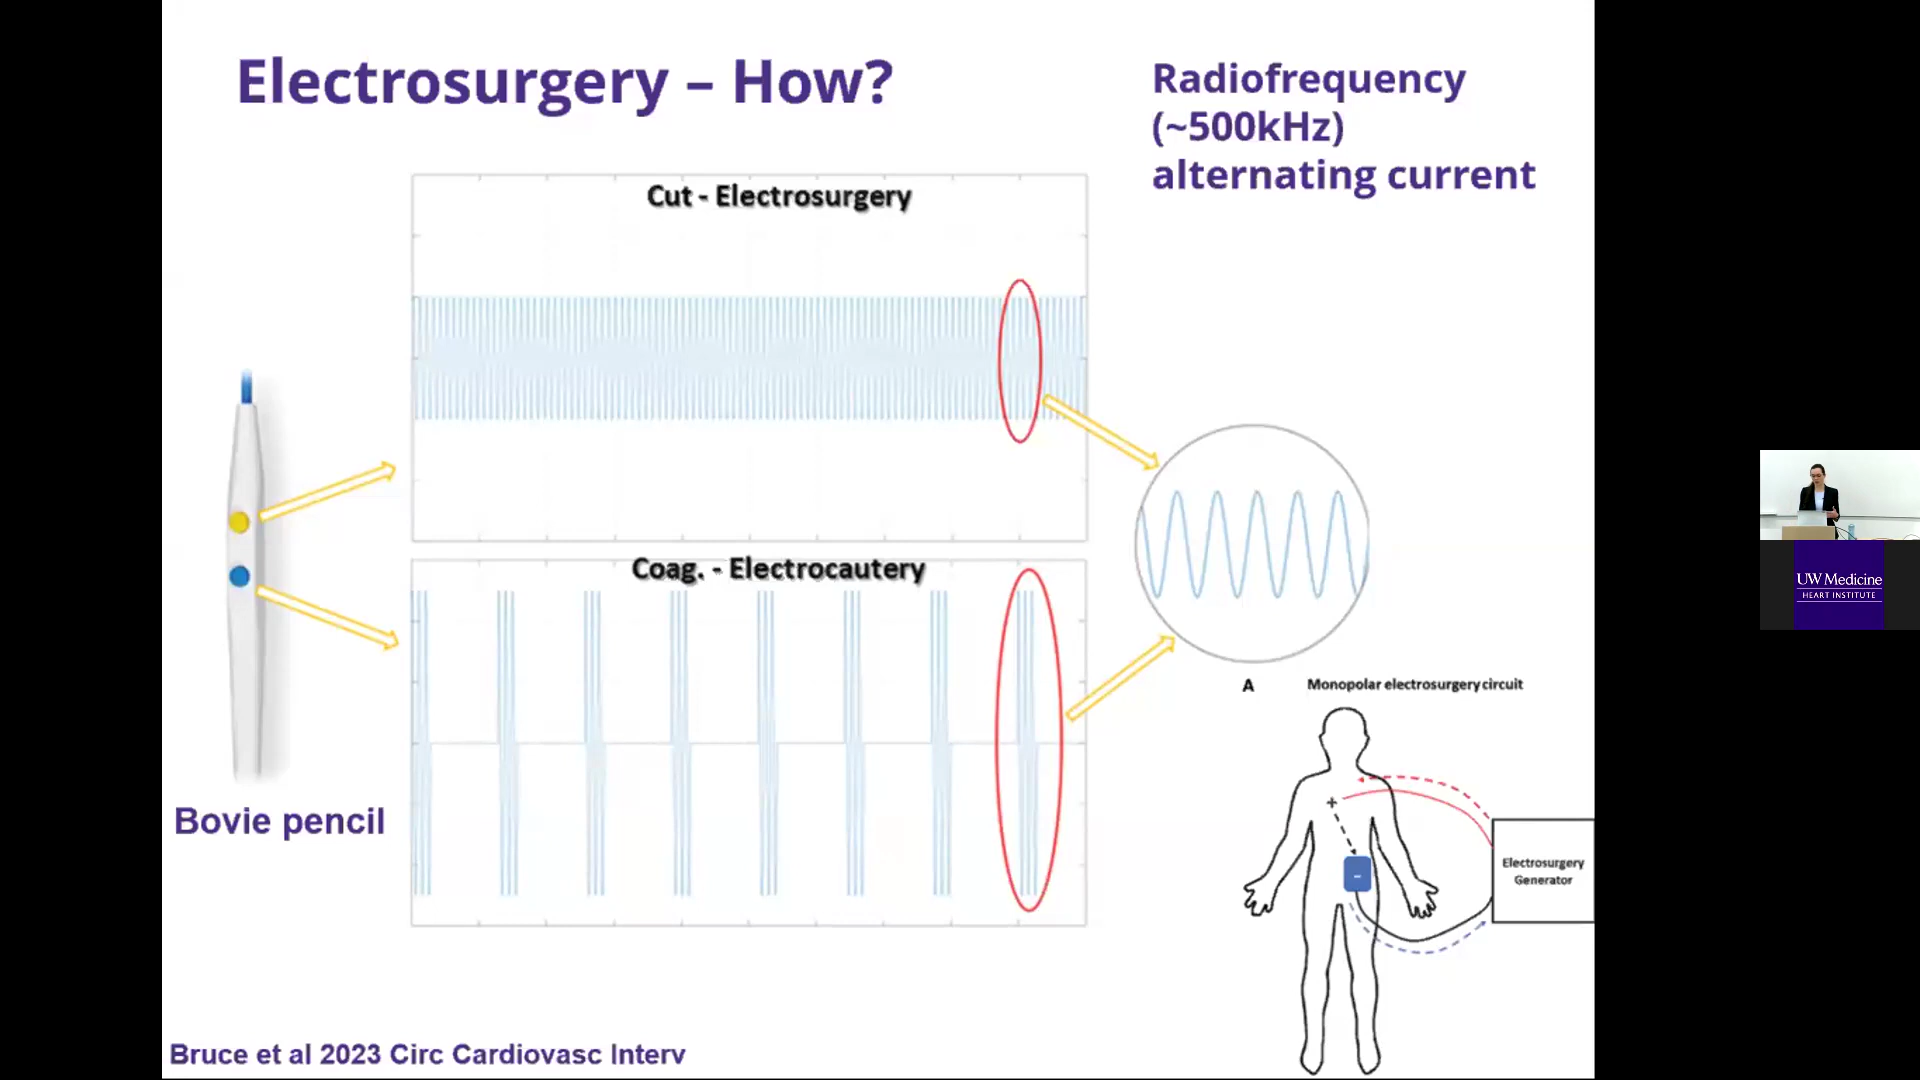 Electrosurgery – How?
Radiofrequency
(~500kHz)
alternating current
Cut - Electrosurgery
Coag. - Electrocautery
Bovie pencil
A
Monopolar electrosurgery circuit
+
-
Electrosurgery
Generator
Bruce et al 2023 Circ Cardiovasc Interv
UW Medicine
HEART INSTITUTE